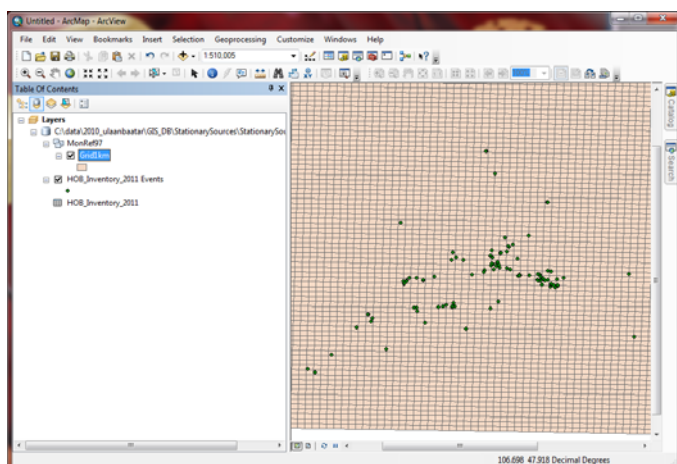 Untitled - ArcMap - ArcView
File Edit View Bookmarks Insert Selection Geoprocessing Customize Windows Help
1:510,005
Table Of Contents
Layers
C:\data\2010_ulaanbaatar\GIS_DB\StationarySources\StationarySou
MonRef97
Grid1km
HOB_Inventory_2011 Events
HOB_Inventory_2011
Catalog
Search
106.698 47.918 Decimal Degrees